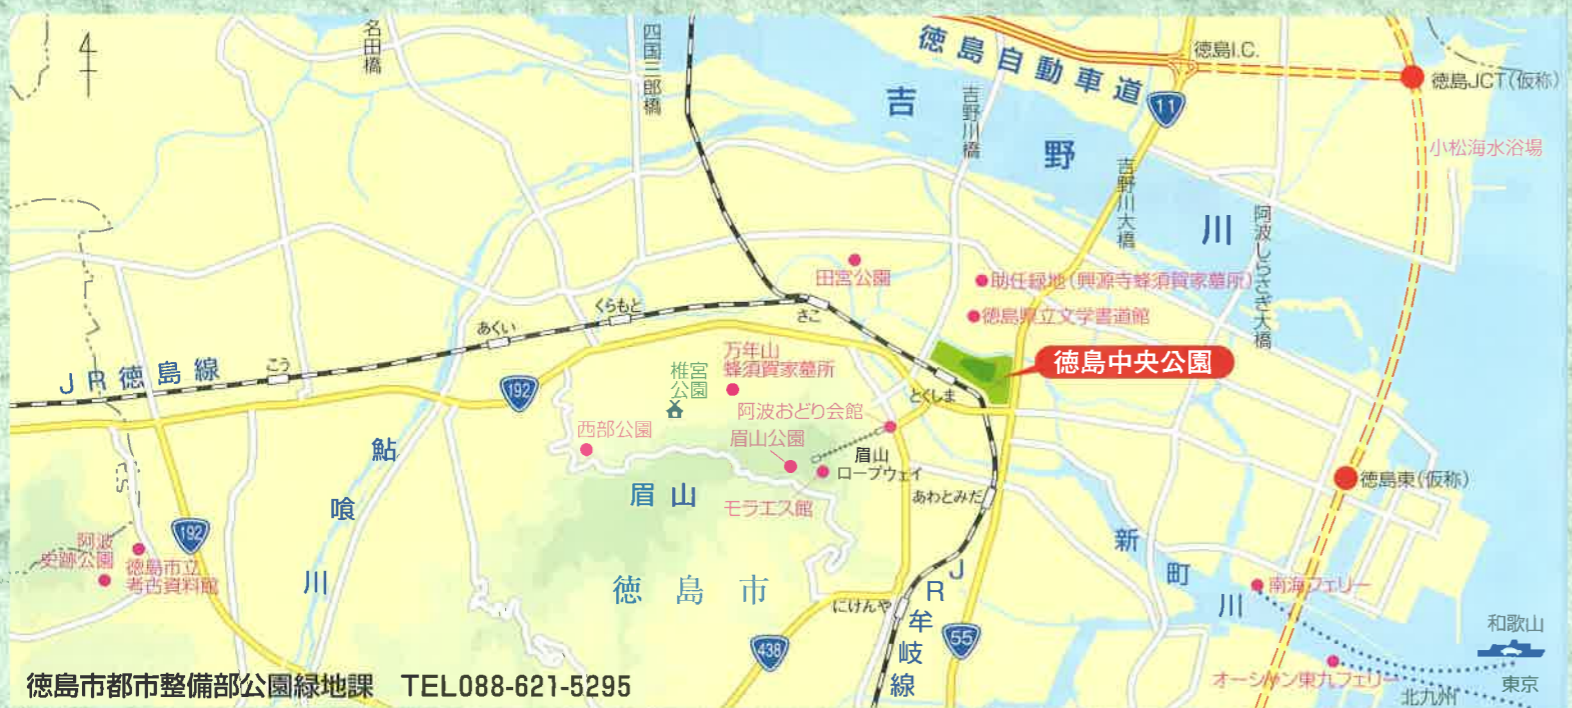 名田橋
四国三郎橋
徳島自動車道
徳島I.C.
徳島JCT(仮称)
11
吉野川
吉野川橋
吉野川大橋
阿波しらさぎ大橋
小松海水浴場
田宮公園
助任緑地(興源寺蜂須賀家墓所)
徳島県立文学書道館
徳島中央公園
JR徳島線
こう
あくい
くらもと
さこ
とくしま
192
椎宮
公園
万年山
蜂須賀家墓所
阿波おどり会館
西部公園
眉山公園
眉山
ロープウェイ
モラエス館
眉山
あわとみだ
徳島東(仮称)
鮎喰川
192
阿波
史跡公園
徳島市立
考古資料館
徳島市
新町川
にけんや
JR牟岐線
438
55
南海フェリー
和歌山
オーシャン東九フェリー
東京
北九州
徳島市都市整備部公園緑地課 TEL088-621-5295